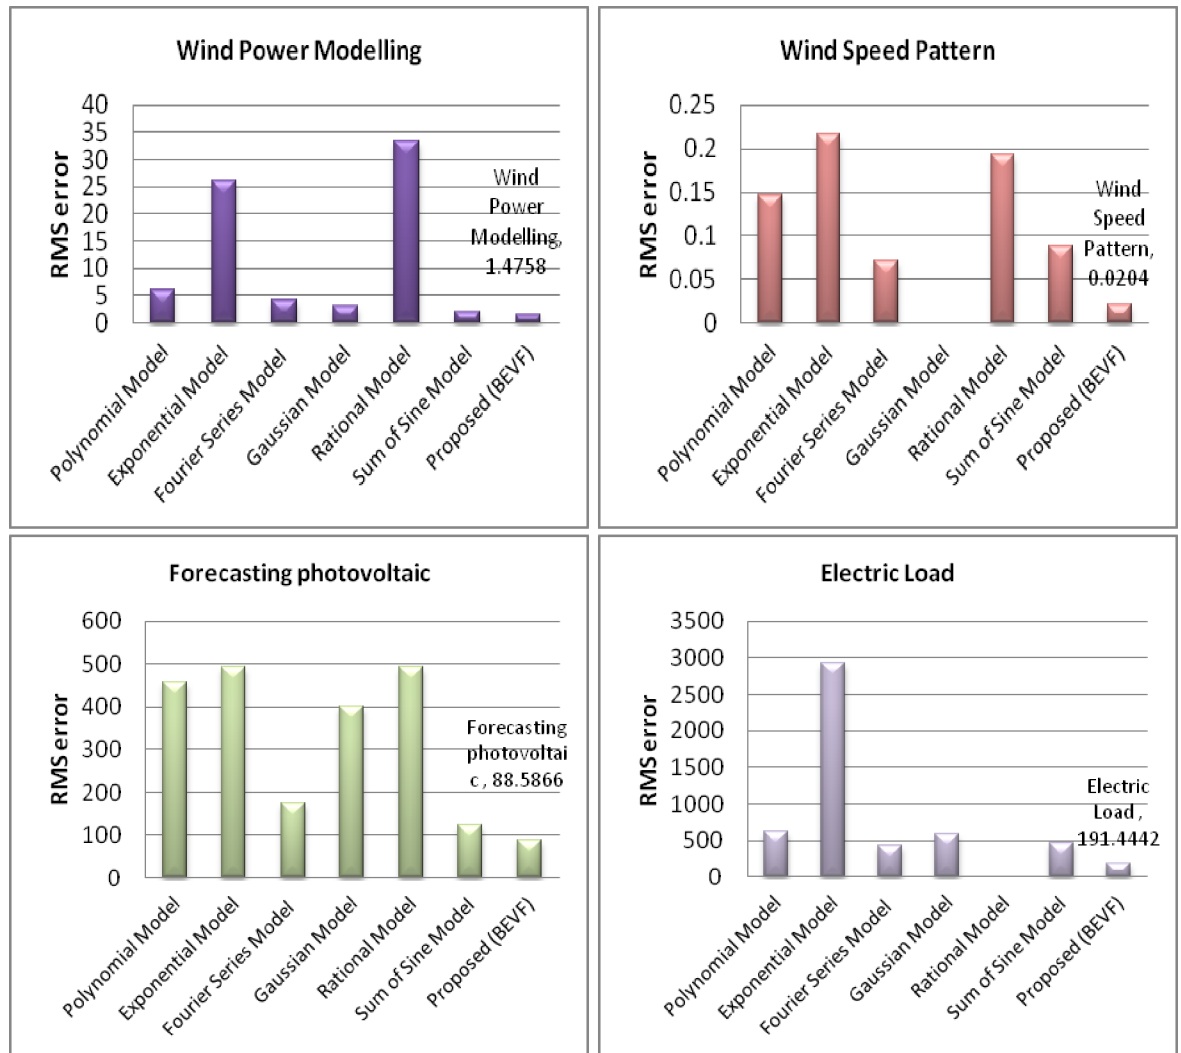 Wind Power Modelling
RMS error
40
35
30
25
20
15
10
5
0
Wind
Power
Modelling,
1.4758
Polynomial Model
Exponential Model
Fourier Series Model
Gaussian Model
Rational Model
Sum of Sine Model
Proposed (BEVF)
Wind Speed Pattern
RMS error
0.25
0.2
0.15
0.1
0.05
0
Wind
Speed
Pattern,
0.0204
Polynomial Model
Exponential Model
Fourier Series Model
Gaussian Model
Rational Model
Sum of Sine Model
Proposed (BEVF)
Forecasting photovoltaic
RMS error
600
500
400
300
200
100
0
Forecasting
photovoltai
c , 88.5866
Polynomial Model
Exponential Model
Fourier Series Model
Gaussian Model
Rational Model
Sum of Sine Model
Proposed (BEVF)
Electric Load
RMS error
3500
3000
2500
2000
1500
1000
500
0
Electric
Load ,
191.4442
Polynomial Model
Exponential Model
Fourier Series Model
Gaussian Model
Rational Model
Sum of Sine Model
Proposed (BEVF)